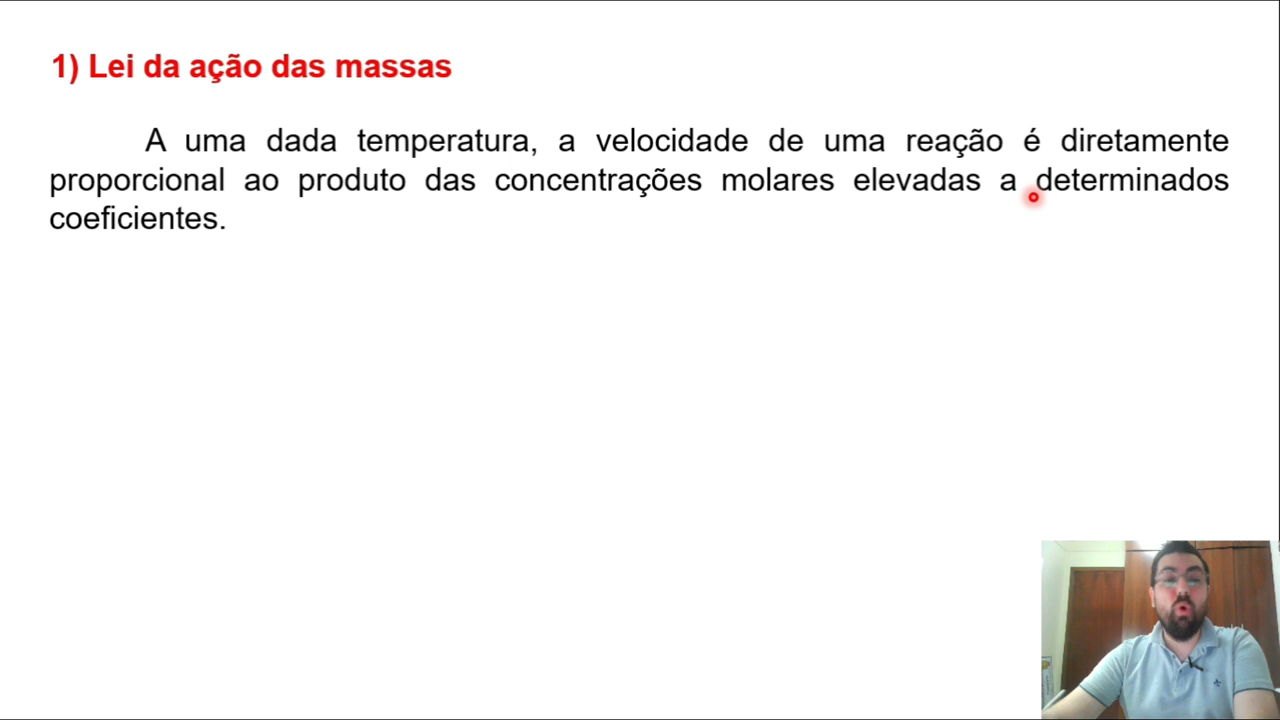 1) Lei da ação das massas
A uma dada temperatura, a velocidade de uma reação é diretamente
proporcional ao produto das concentrações molares elevadas a determinados
coeficientes.